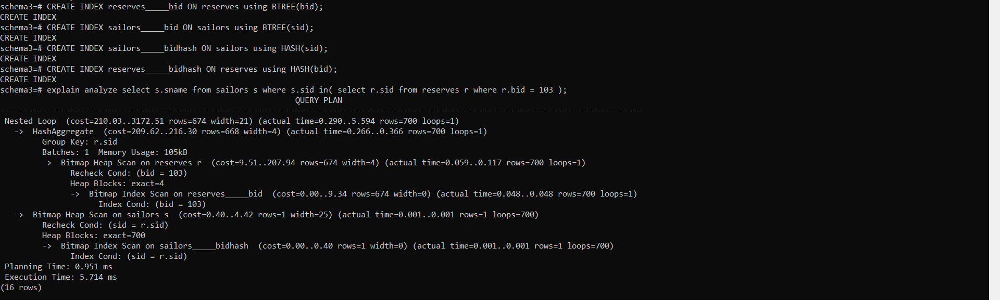 schema3=# CREATE INDEX reserves_____bid ON reserves using BTREE(bid);
CREATE INDEX
schema3=# CREATE INDEX sailors_____bid ON sailors using BTREE(sid);
CREATE INDEX
schema3=# CREATE INDEX sailors_____bidhash ON sailors using HASH(sid);
CREATE INDEX
schema3=# CREATE INDEX reserves_____bidhash ON reserves using HASH(bid);
CREATE INDEX
schema3=# explain analyze select s.sname from sailors s where s.sid in( select r.sid from reserves r where r.bid = 103 );
QUERY PLAN
-----------------------------------------------------------------------------------------------------------------------------------------
Nested Loop  (cost=210.03..3172.51 rows=674 width=21) (actual time=0.290..5.594 rows=700 loops=1)
  ->  HashAggregate  (cost=209.62..216.30 rows=668 width=4) (actual time=0.266..0.366 rows=700 loops=1)
        Group Key: r.sid
        Batches: 1  Memory Usage: 105kB
        ->  Bitmap Heap Scan on reserves r  (cost=9.51..207.94 rows=674 width=4) (actual time=0.059..0.117 rows=700 loops=1)
              Recheck Cond: (bid = 103)
              Heap Blocks: exact=4
              ->  Bitmap Index Scan on reserves_____bid  (cost=0.00..9.34 rows=674 width=0) (actual time=0.048..0.048 rows=700 loops=1)
                    Index Cond: (bid = 103)
  ->  Bitmap Heap Scan on sailors s  (cost=0.40..4.42 rows=1 width=25) (actual time=0.001..0.001 rows=1 loops=700)
        Recheck Cond: (sid = r.sid)
        Heap Blocks: exact=700
        ->  Bitmap Index Scan on sailors_____bidhash  (cost=0.00..0.40 rows=1 width=0) (actual time=0.001..0.001 rows=1 loops=700)
              Index Cond: (sid = r.sid)
Planning Time: 0.951 ms
Execution Time: 5.714 ms
(16 rows)